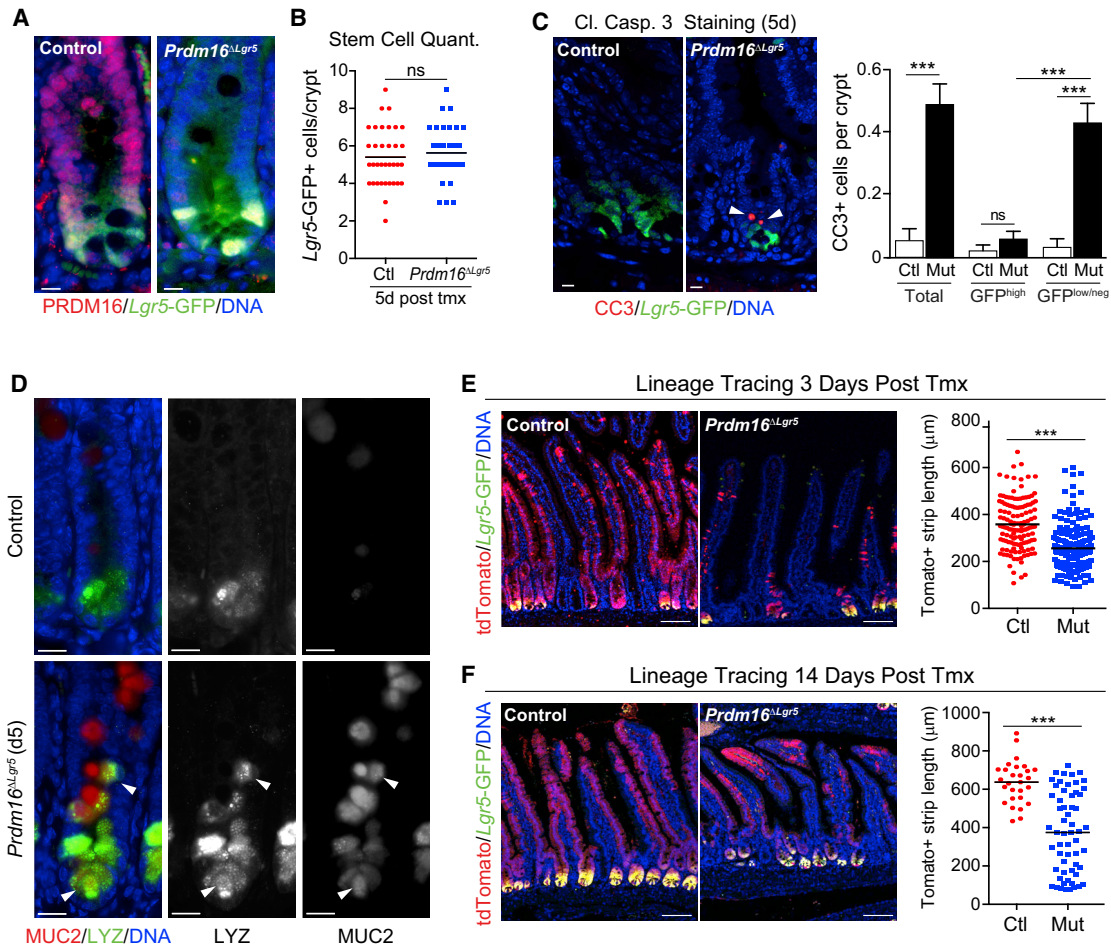 A
Control
Prdm16ΔLgr5
PRDM16/Lgr5-GFP/DNA
B
Stem Cell Quant.
ns
Lgr5-GFP+ cells/crypt
10
8
6
4
2
0
Ctl Prdm16ΔLgr5
5d post tmx
C
Cl. Casp. 3 Staining (5d)
Control
Prdm16ΔLgr5
CC3/Lgr5-GFP/DNA
CC3+ cells per crypt
0.6
0.4
0.2
0
***
***
***
ns
Ctl Mut Ctl Mut Ctl Mut
Total GFPhigh GFPlow/neg
D
Control
Prdm16ΔLgr5 (d5)
MUC2/LYZ/DNA
LYZ
MUC2
E
Lineage Tracing 3 Days Post Tmx
tdTomato/Lgr5-GFP/DNA
Control
Prdm16ΔLgr5
Tomato+ strip length (μm)
800
600
400
200
0
***
Ctl Mut
F
Lineage Tracing 14 Days Post Tmx
tdTomato/Lgr5-GFP/DNA
Control
Prdm16ΔLgr5
Tomato+ strip length (μm)
1000
800
600
400
200
0
***
Ctl Mut